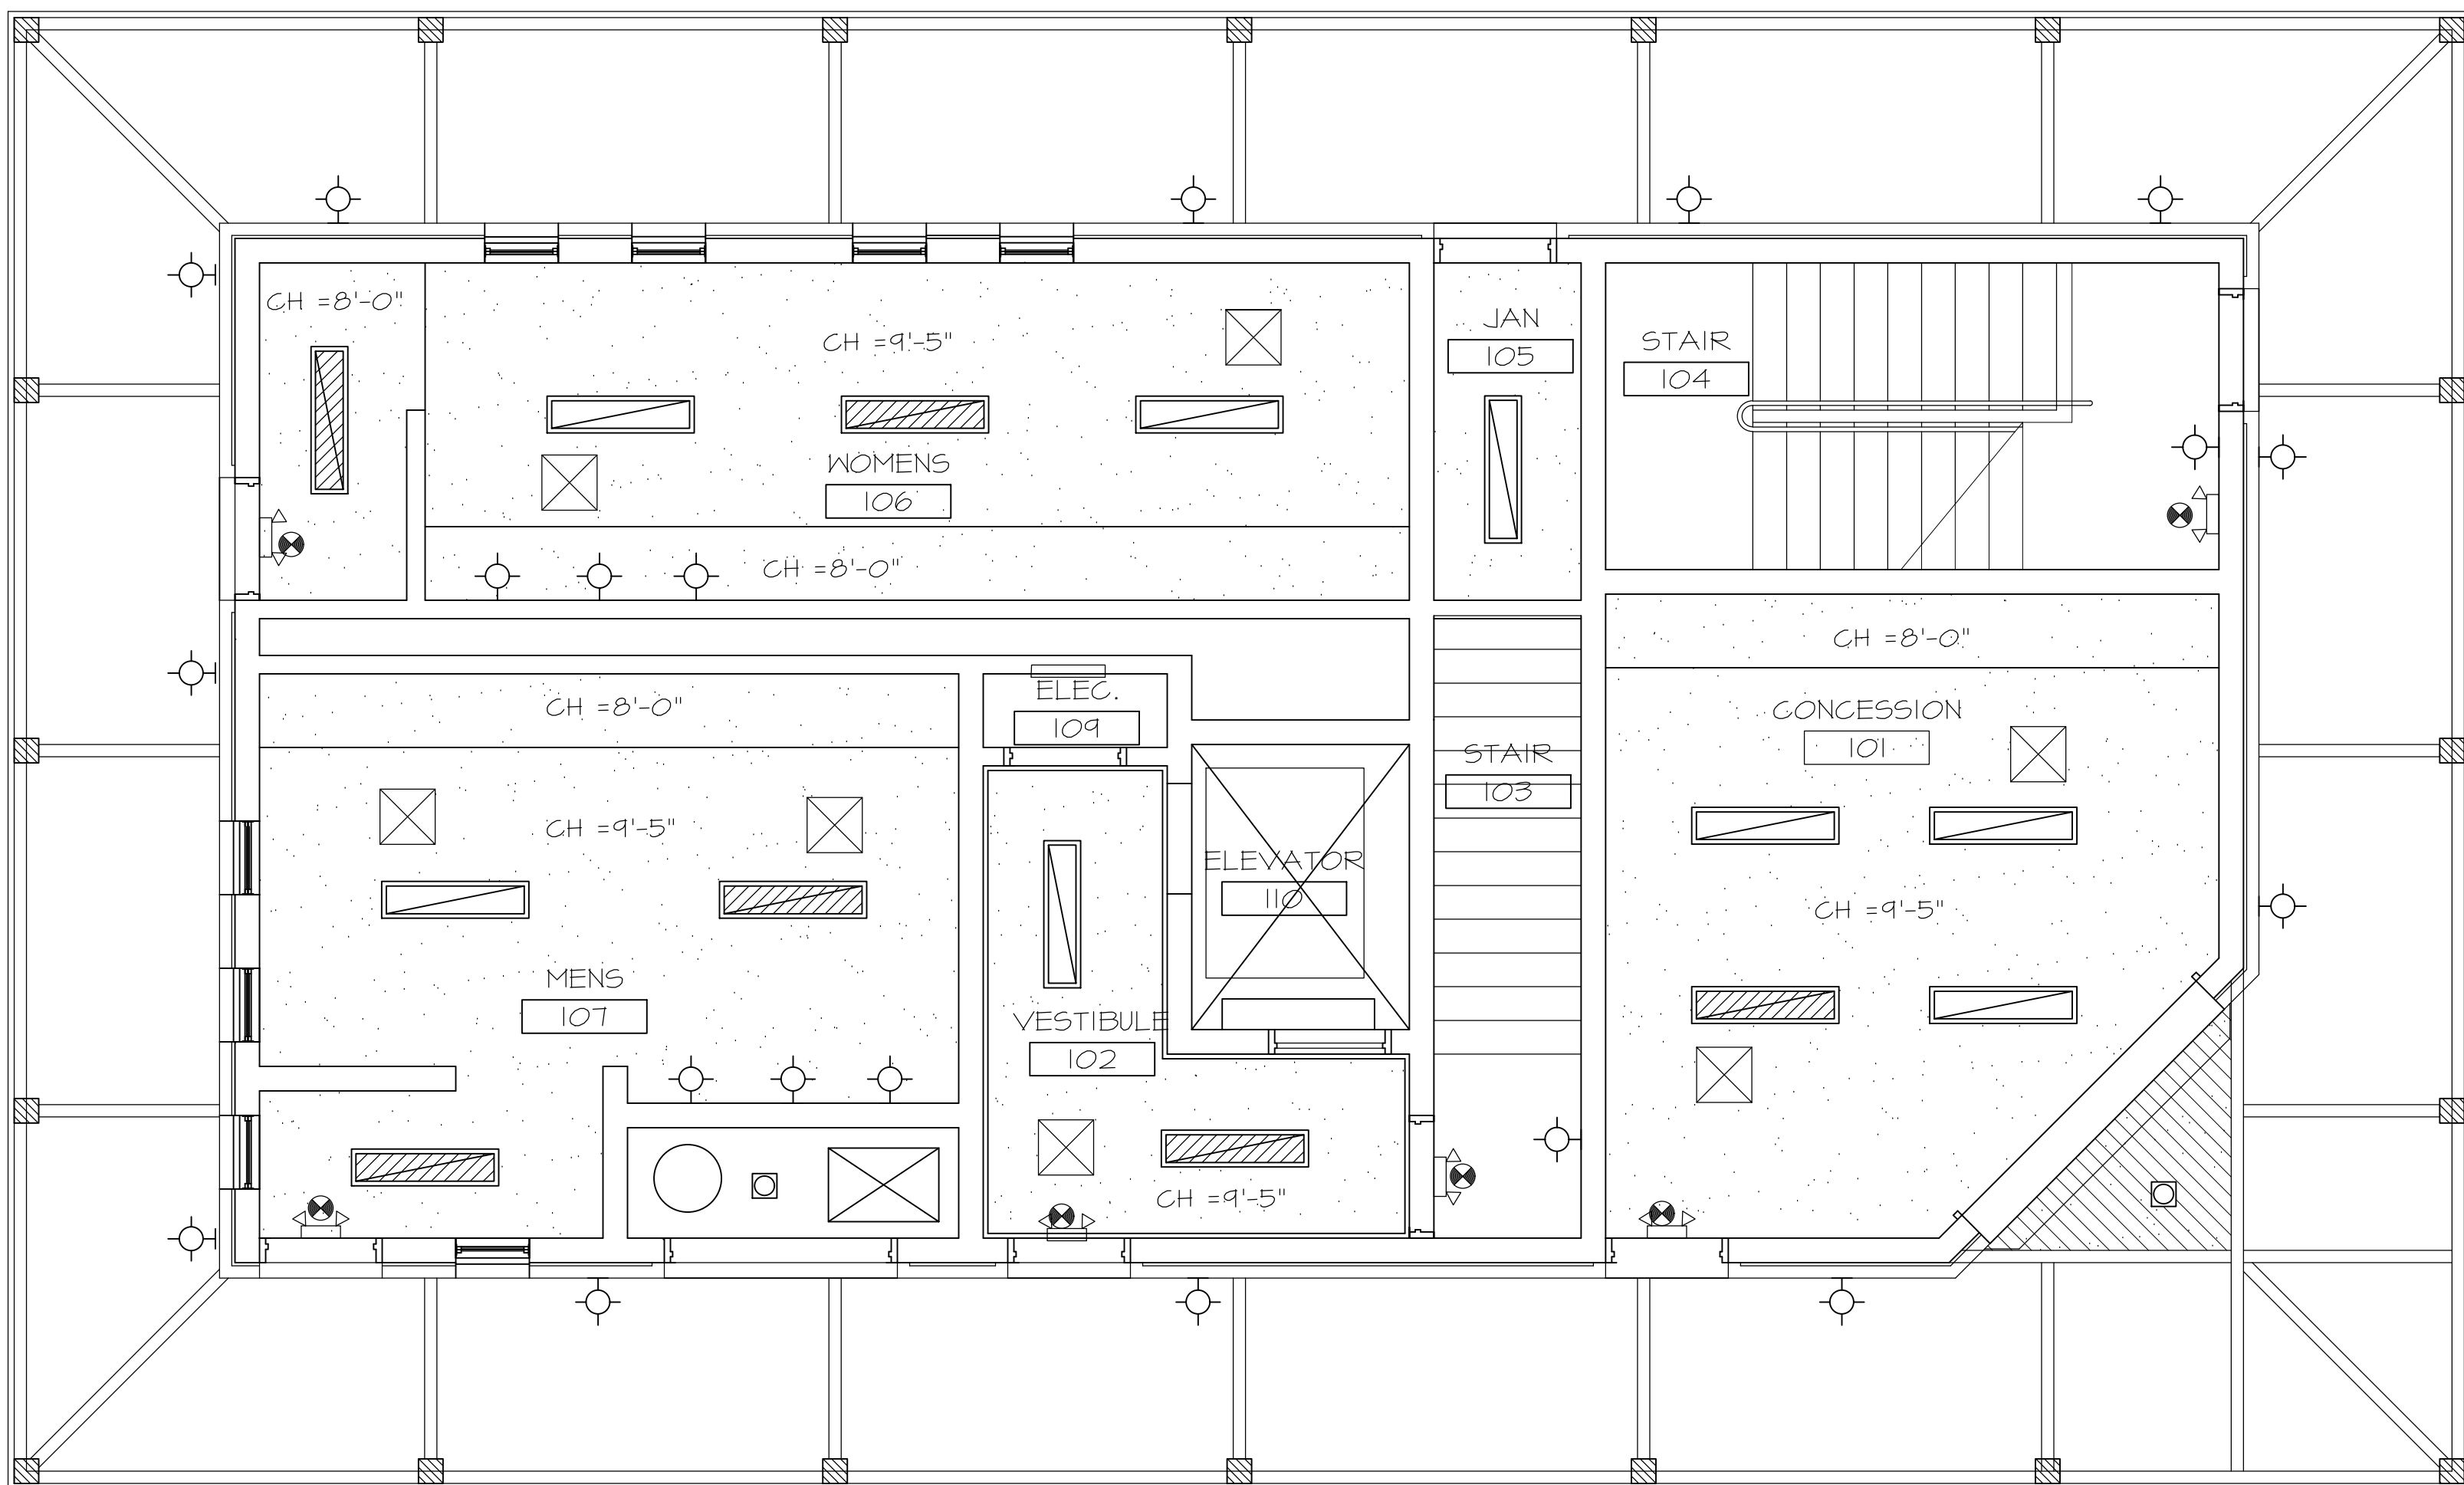 CH =8'-0"
CH =9'-5"
WOMENS
106
CH =8'-0"
JAN
105
STAIR
104
CH =8'-0"
CONCESSION
101
CH =9'-5"
CH =8'-0"
CH =9'-5"
MENS
107
ELEC.
109
STAIR
103
ELEVATOR
110
VESTIBULE
102
CH =9'-5"